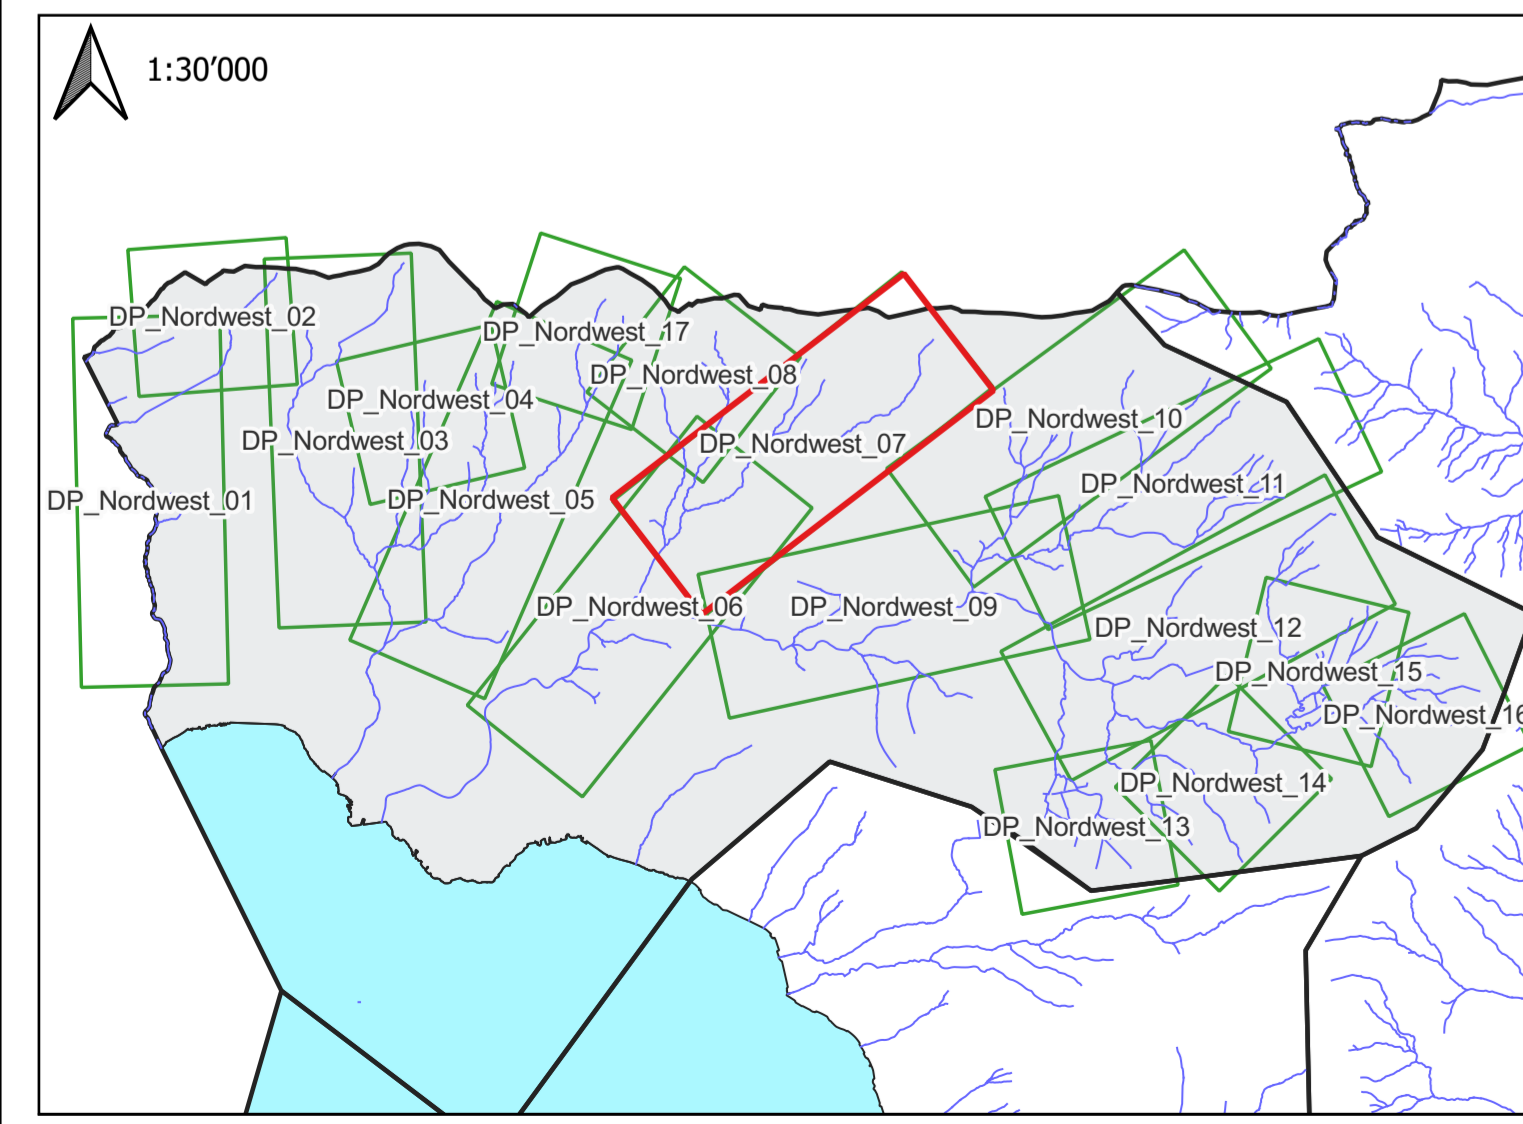 1:30’000
DP_Nordwest_02
DP_Nordwest_17
DP_Nordwest_08
DP_Nordwest_04
DP_Nordwest_10
DP_Nordwest_03
DP_Nordwest_07
DP_Nordwest_11
DP_Nordwest_01
DP_Nordwest_05
DP_Nordwest_06
DP_Nordwest_09
DP_Nordwest_12
DP_Nordwest_15
DP_Nordwest_16
DP_Nordwest_14
DP_Nordwest_13